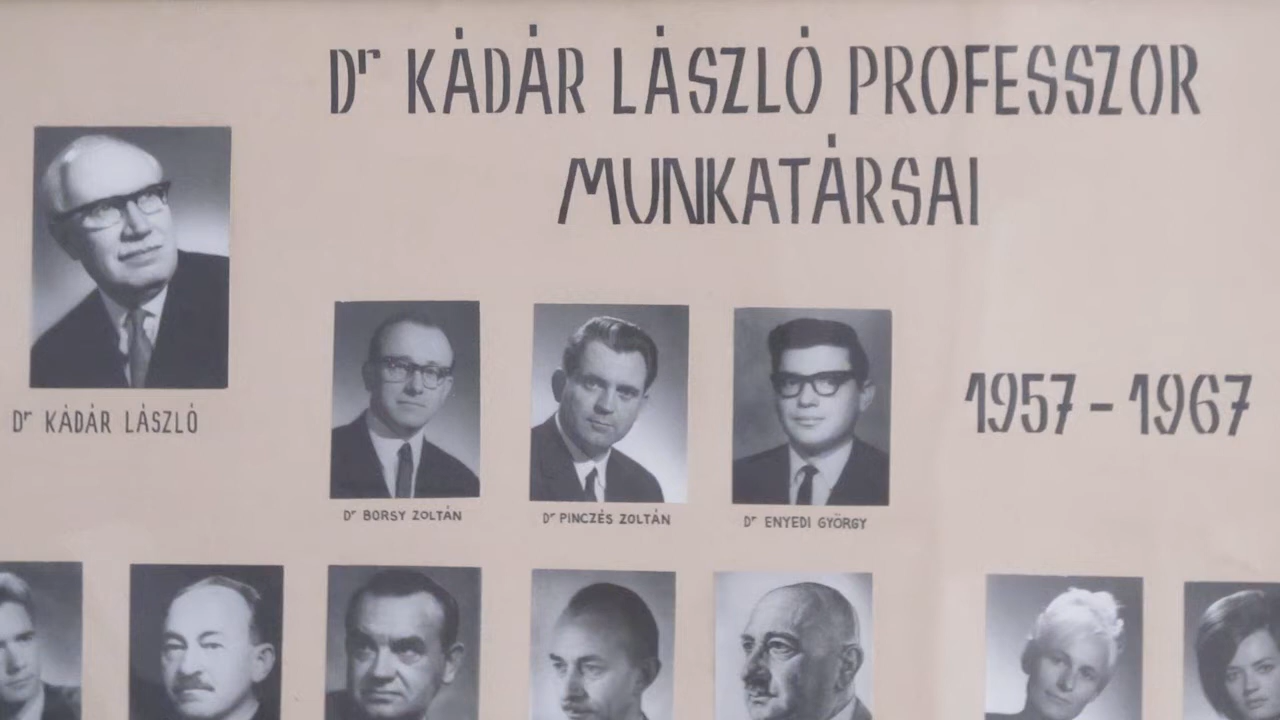 Dr KÁDÁR LÁSZLÓ PROFESSZOR
MUNKATÁRSAI
Dr KÁDÁR LÁSZLÓ
1957 - 1967
Dr BORSY ZOLTÁN
Dr PINCZÉS ZOLTÁN
Dr ENYEDI GYÖRGY